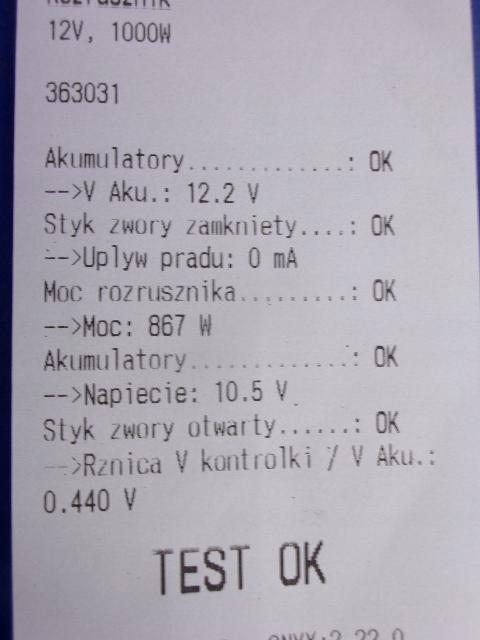 Rozrusznik
12V, 1000W
363031
Akumulatory.............: OK
-->V Aku.: 12.2 V
Styk zwory zamkniety....: OK
-->Uplyw pradu: 0 mA
Moc rozrusznika.........: OK
-->Moc: 867 W
Akumulatory.............: OK
-->Napiecie: 10.5 V
Styk zwory otwarty......: OK
-->Rznica V kontrolki / V Aku.:
0.440 V
TEST OK